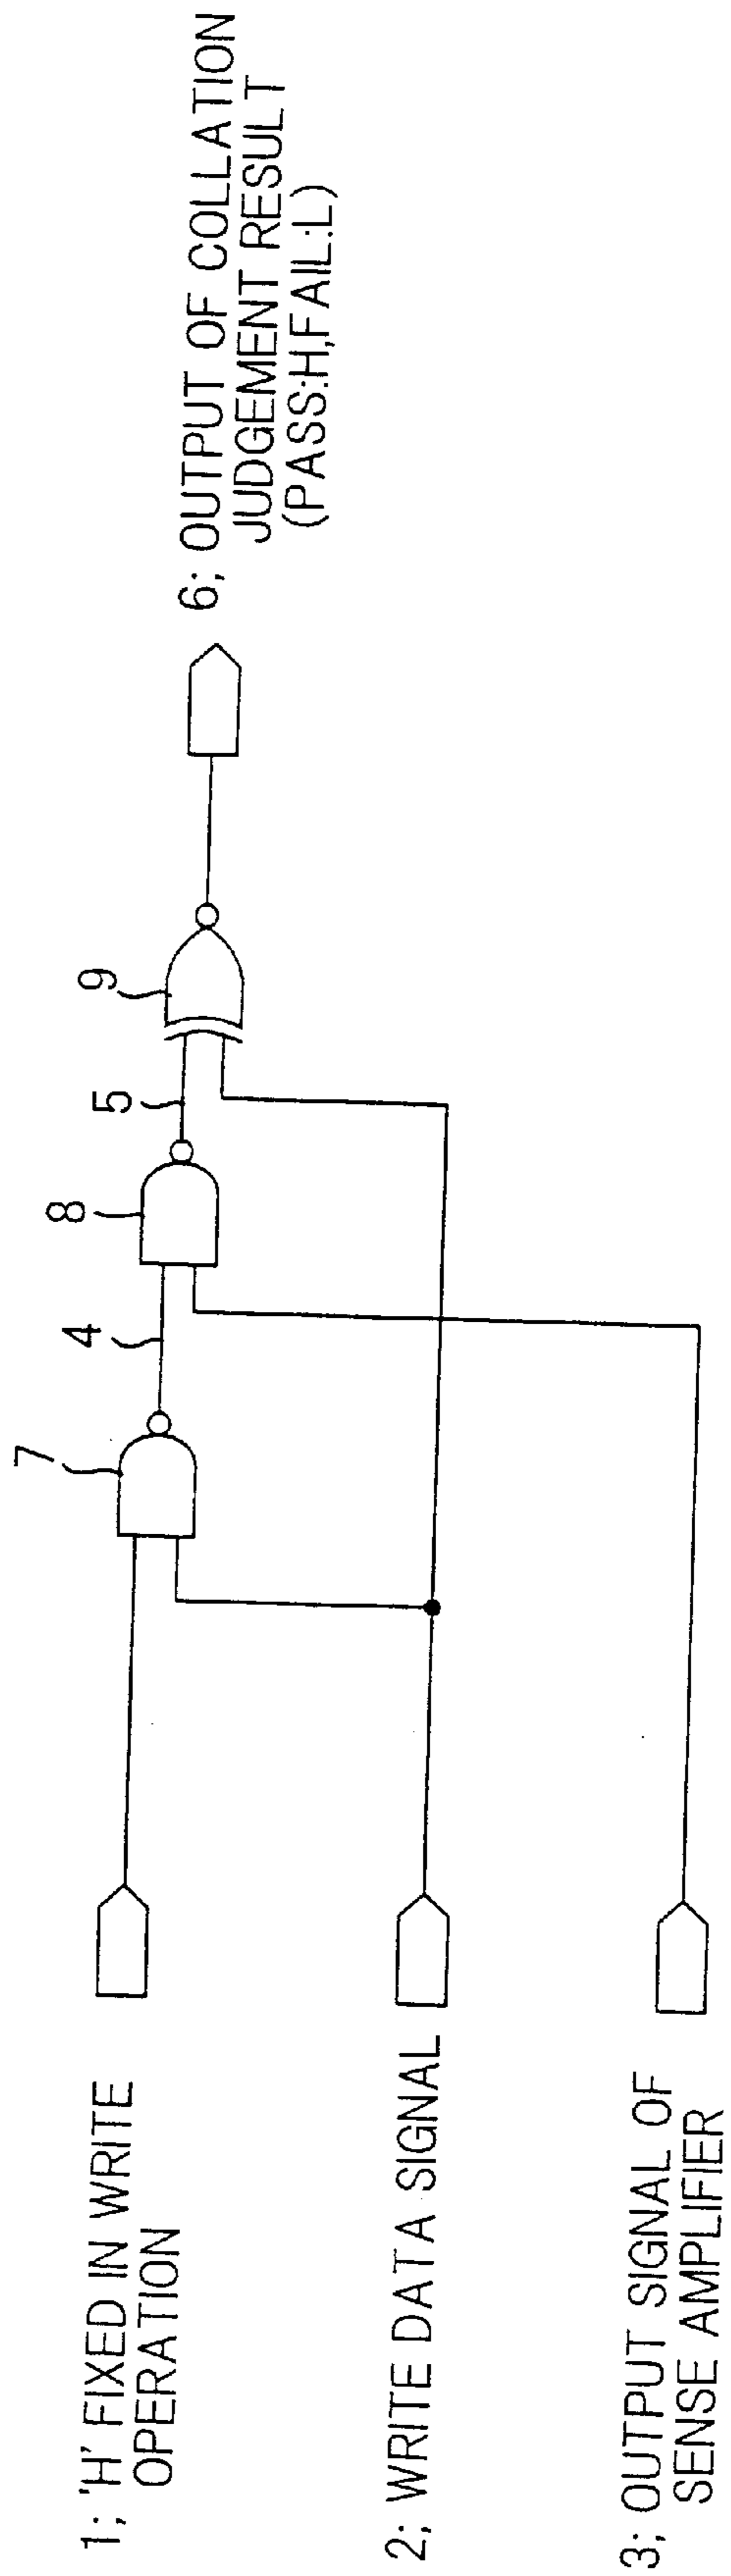 1; 'H' FIXED IN WRITE
OPERATION
2; WRITE DATA SIGNAL
3; OUTPUT SIGNAL OF
SENSE AMPLIFIER
7
4
8
5
9
6; OUTPUT OF COLLATION
JUDGEMENT RESULT
(PASS:H,FAIL:L)